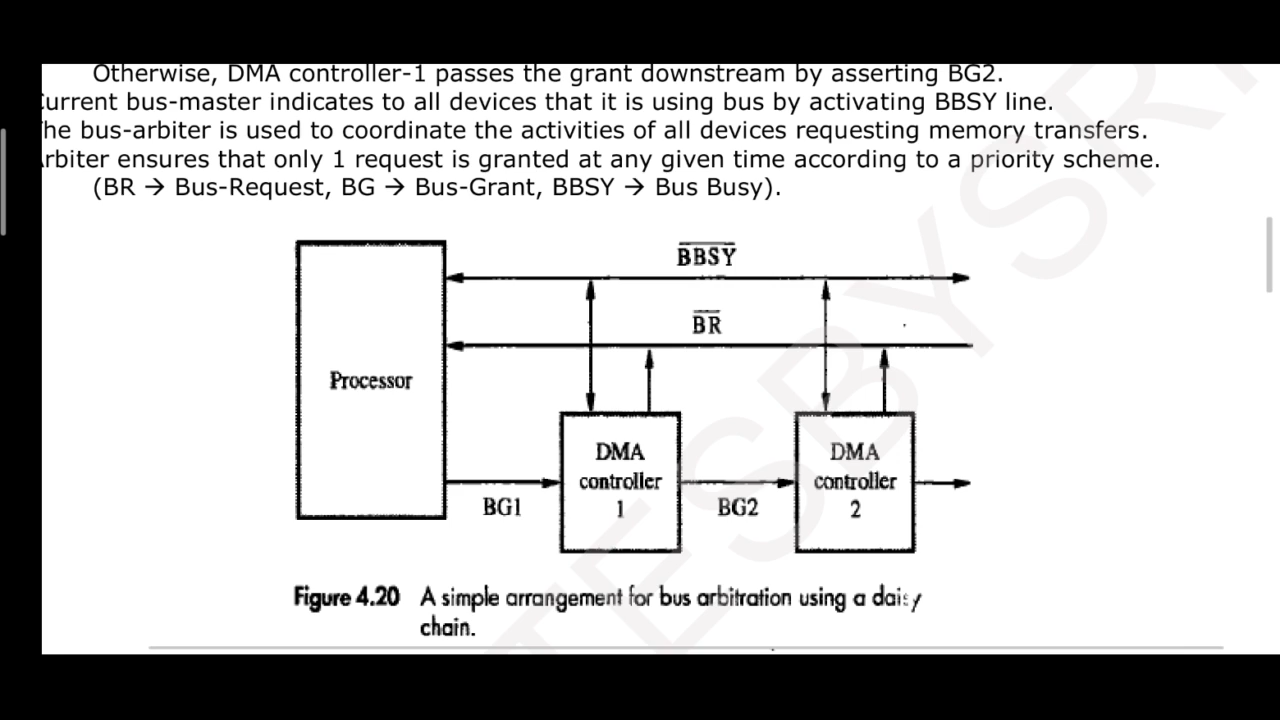 Otherwise, DMA controller-1 passes the grant downstream by asserting BG2.
Current bus-master indicates to all devices that it is using bus by activating BBSY line.
The bus-arbiter is used to coordinate the activities of all devices requesting memory transfers.
Arbiter ensures that only 1 request is granted at any given time according to a priority scheme.
(BR → Bus-Request, BG → Bus-Grant, BBSY → Bus Busy).
BBSY
BR
Processor
DMA
controller
1
DMA
controller
2
BG1
BG2
Figure 4.20 A simple arrangement for bus arbitration using a daisy
chain.
TESBYSR